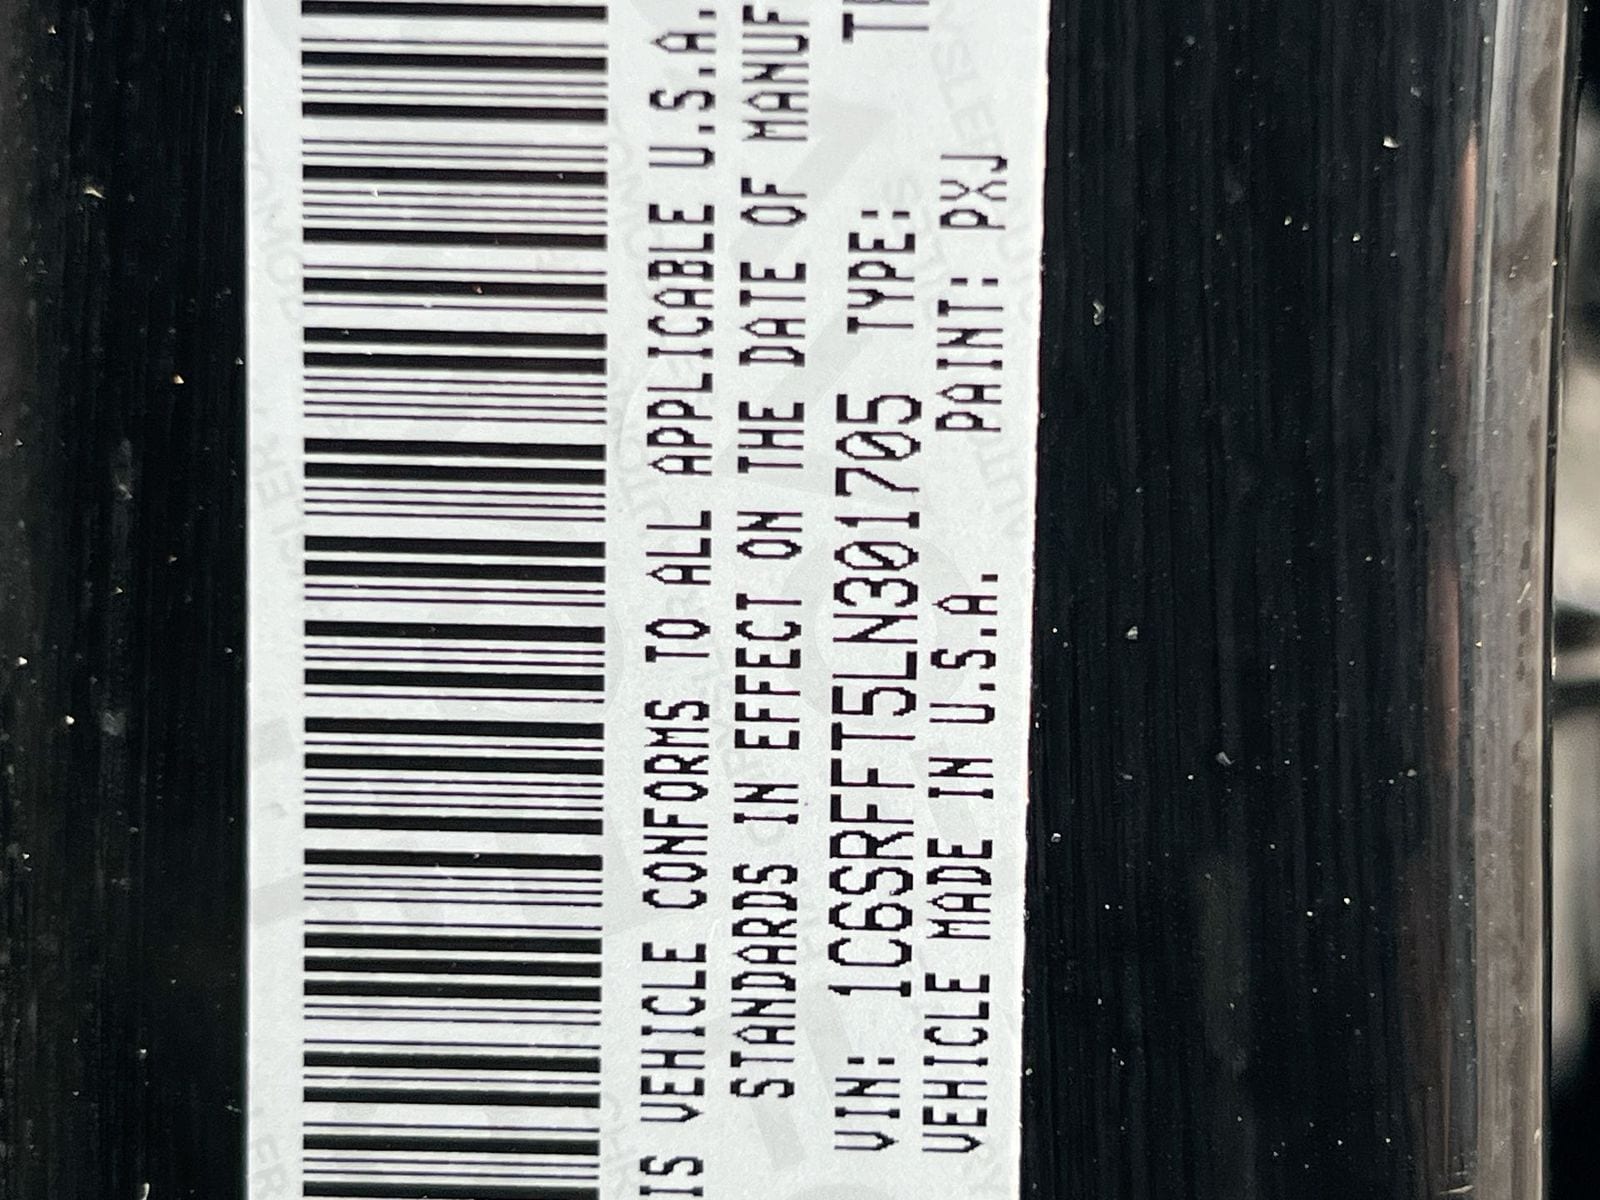 IS VEHICLE CONFORMS TO ALL APPLICABLE U.S.A.
STANDARDS IN EFFECT ON THE DATE OF MANUF
VIN: 1C6SRFFT5LN301705 TYPE:
VEHICLE MADE IN U.S.A. PAINT: PXJ